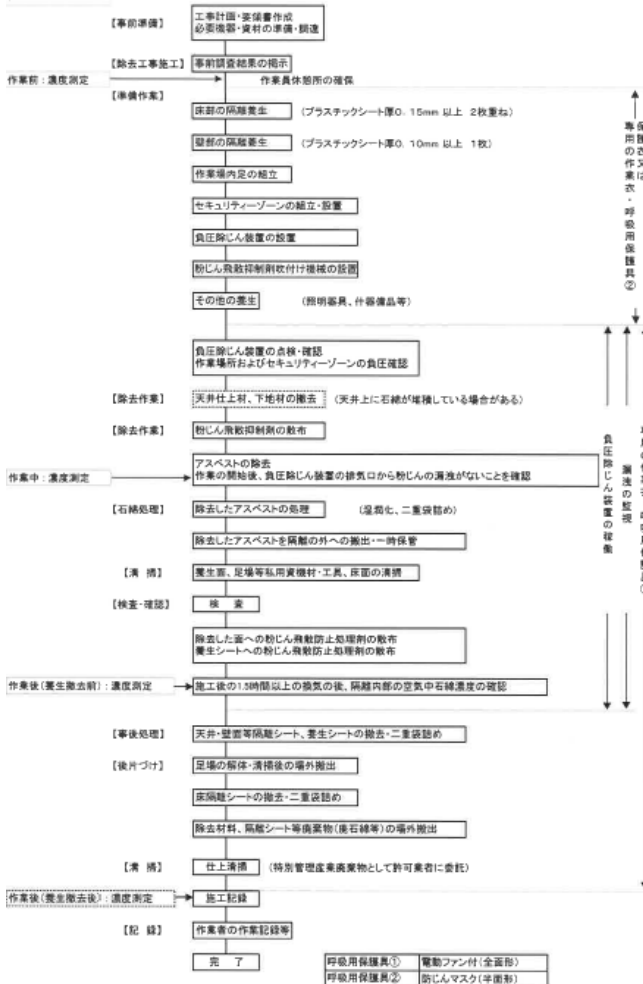 【事前準備】 工事計画・要領書作成
必要機器・資材の準備・調達
【除去工事施工】 事前調査結果の掲示
作業前：濃度測定 作業員休憩所の確保
【準備作業】
床部の隔離養生 (プラスチックシート厚0.15mm 以上 2枚重ね)
壁部の隔離養生 (プラスチックシート厚0.10mm 以上 1枚)
作業場内足の組立
セキュリティーゾーンの組立・設置
負圧除じん装置の設置
粉じん飛散抑制剤吹付け機械の設置
その他の養生 (照明器具、什器備品等)
保護衣又は
専用の作業衣・呼吸用保護具②
負圧除じん装置の点検・確認
作業場所およびセキュリティーゾーンの負圧確認
【除去作業】 天井仕上材、下地材の撤去 (天井上に石綿が堆積している場合がある)
【除去作業】 粉じん飛散抑制剤の散布
アスベストの除去
作業中：濃度測定 作業の開始後、負圧除じん装置の排気口から粉じんの漏洩がないことを確認
【石綿処理】 除去したアスベストの処理 (湿潤化、二重袋詰め)
除去したアスベストを隔離の外への搬出・一時保管
【清 掃】 養生面、足場等私用資機材・工具、床面の清掃
【検査・確認】 検 査
除去した面への粉じん飛散防止処理剤の散布
養生シートへの粉じん飛散防止処理剤の散布
作業後(養生撤去前)：濃度測定 施工後の1.5時間以上の換気の後、隔離内部の空気中石綿濃度の確認
負圧除じん装置の稼働
漏洩の監視
【事後処理】 天井・壁面等隔離シート、養生シートの撤去・二重袋詰め
【後片づけ】 足場の解体・清掃後の場外搬出
床隔離シートの撤去・二重袋詰め
除去材料、隔離シート等廃棄物(廃石綿等)の場外搬出
【清 掃】 仕上清掃 (特別管理産業廃棄物として許可業者に委託)
作業後(養生撤去後)：濃度測定 施工記録
【記 録】 作業者の作業記録等
完 了
呼吸用保護具① 電動ファン付(全面形)
呼吸用保護具② 防じんマスク(半面形)